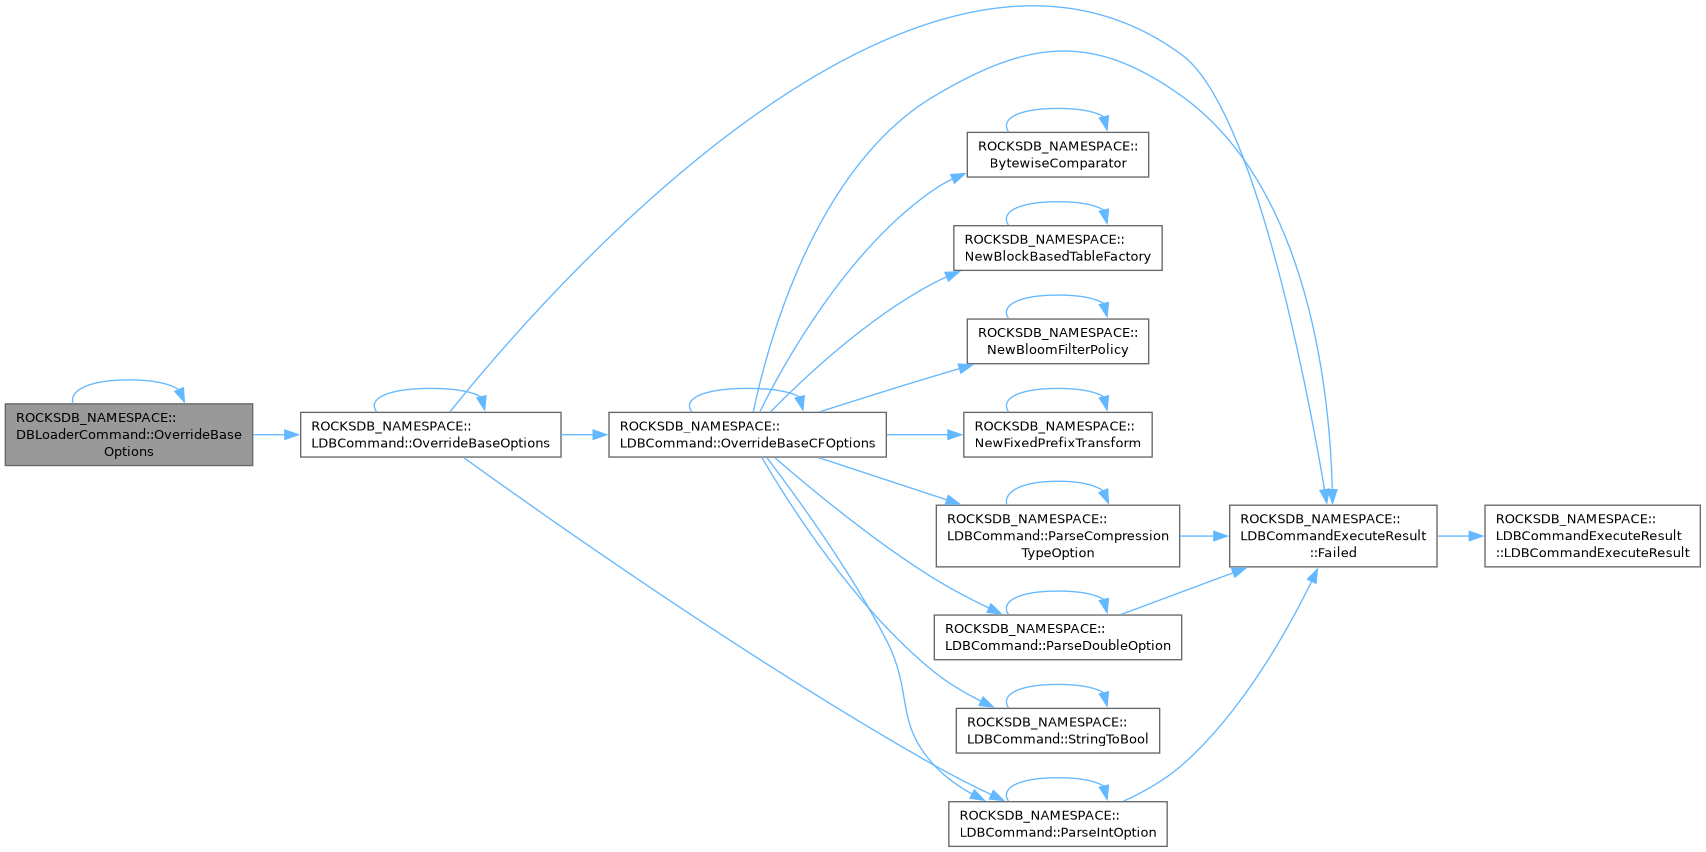 ROCKSDB_NAMESPACE::
DBLoaderCommand::OverrideBase
Options
ROCKSDB_NAMESPACE::
LDBCommand::OverrideBaseOptions
ROCKSDB_NAMESPACE::
LDBCommand::OverrideBaseCFOptions
ROCKSDB_NAMESPACE::
BytewiseComparator
ROCKSDB_NAMESPACE::
NewBlockBasedTableFactory
ROCKSDB_NAMESPACE::
NewBloomFilterPolicy
ROCKSDB_NAMESPACE::
NewFixedPrefixTransform
ROCKSDB_NAMESPACE::
LDBCommand::ParseCompression
TypeOption
ROCKSDB_NAMESPACE::
LDBCommand::ParseDoubleOption
ROCKSDB_NAMESPACE::
LDBCommand::StringToBool
ROCKSDB_NAMESPACE::
LDBCommand::ParseIntOption
ROCKSDB_NAMESPACE::
LDBCommandExecuteResult
::Failed
ROCKSDB_NAMESPACE::
LDBCommandExecuteResult
::LDBCommandExecuteResult